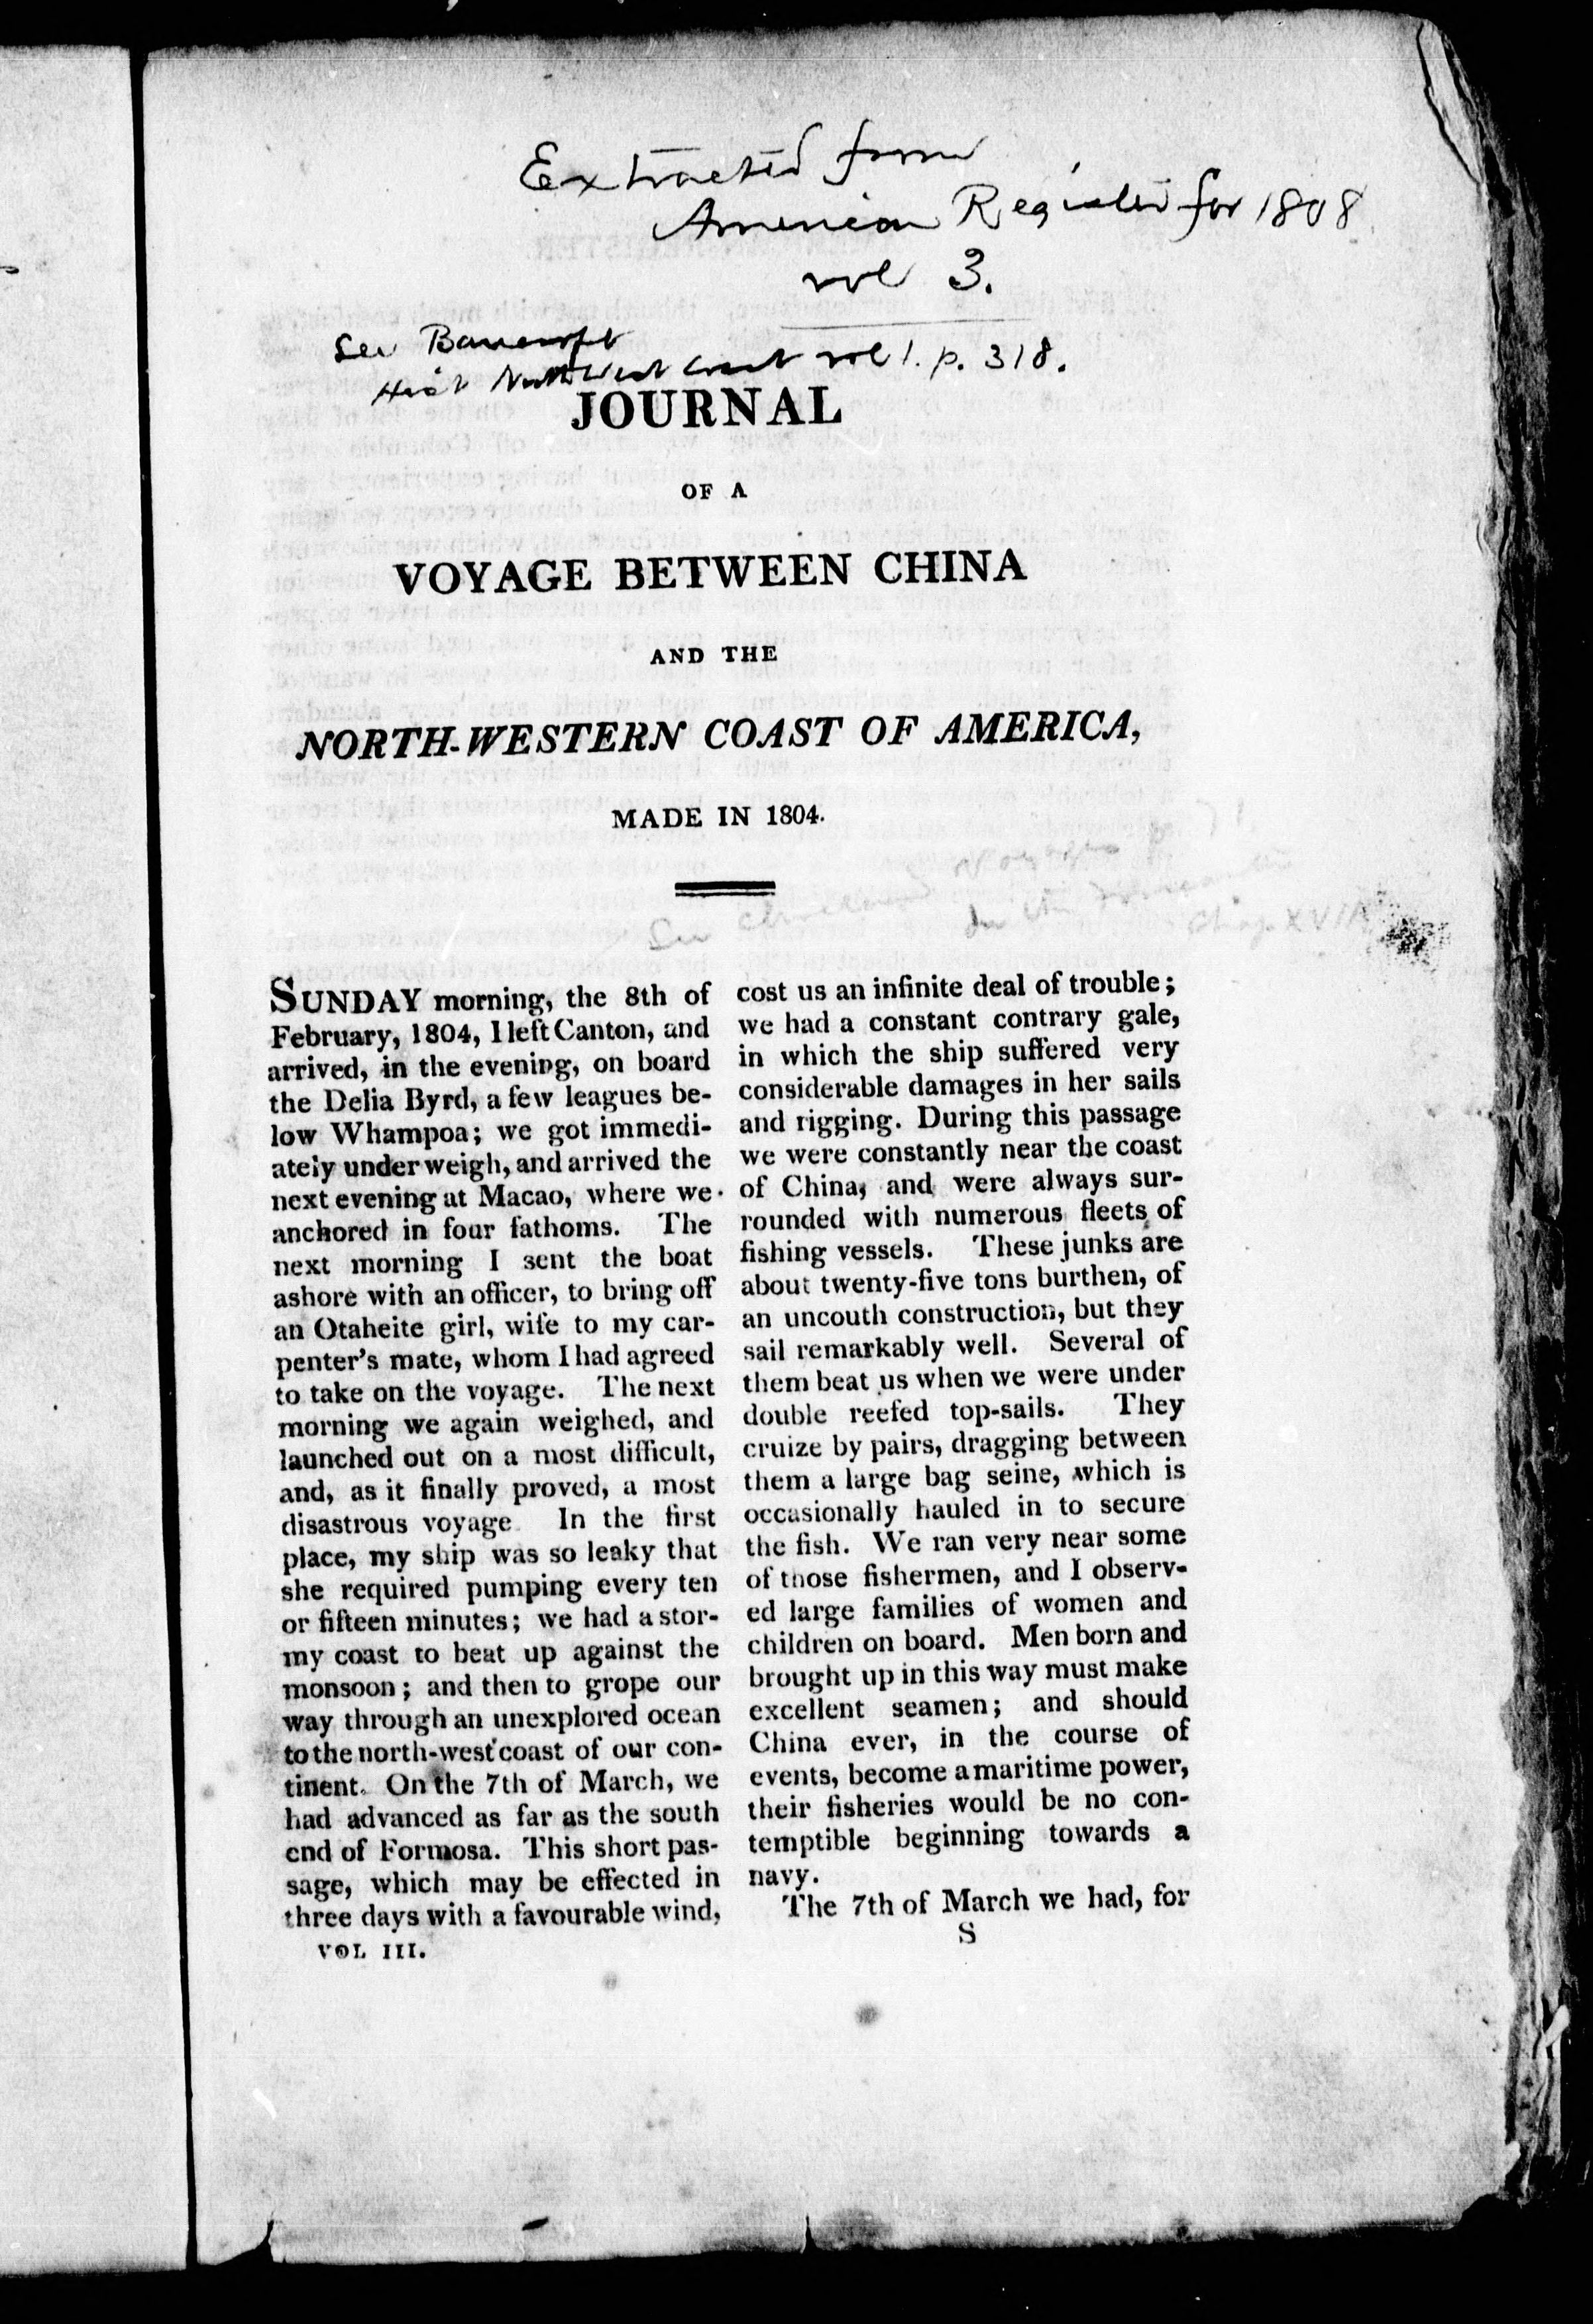 Extracted from
American Register for 1808
vol 3.
See Bancroft
Hist North West Coast vol 1. p. 318.
JOURNAL
OF A
VOYAGE BETWEEN CHINA
AND THE
NORTH-WESTERN COAST OF AMERICA,
MADE IN 1804.
See Voyages p 71
in the
Chap XVII
SUNDAY morning, the 8th of
February, 1804, I left Canton, and
arrived, in the evening, on board
the Delia Byrd, a few leagues be-
low Whampoa; we got immedi-
ately under weigh, and arrived the
next evening at Macao, where we
anchored in four fathoms. The
next morning I sent the boat
ashore with an officer, to bring off
an Otaheite girl, wife to my car-
penter's mate, whom I had agreed
to take on the voyage. The next
morning we again weighed, and
launched out on a most difficult,
and, as it finally proved, a most
disastrous voyage. In the first
place, my ship was so leaky that
she required pumping every ten
or fifteen minutes; we had a stor-
my coast to beat up against the
monsoon; and then to grope our
way through an unexplored ocean
to the north-west coast of our con-
tinent. On the 7th of March, we
had advanced as far as the south
end of Formosa. This short pas-
sage, which may be effected in
three days with a favourable wind,
VOL III.
cost us an infinite deal of trouble;
we had a constant contrary gale,
in which the ship suffered very
considerable damages in her sails
and rigging. During this passage
we were constantly near the coast
of China, and were always sur-
rounded with numerous fleets of
fishing vessels. These junks are
about twenty-five tons burthen, of
an uncouth construction, but they
sail remarkably well. Several of
them beat us when we were under
double reefed top-sails. They
cruize by pairs, dragging between
them a large bag seine, which is
occasionally hauled in to secure
the fish. We ran very near some
of those fishermen, and I observ-
ed large families of women and
children on board. Men born and
brought up in this way must make
excellent seamen; and should
China ever, in the course of
events, become a maritime power,
their fisheries would be no con-
temptible beginning towards a
navy.
The 7th of March we had, for
S